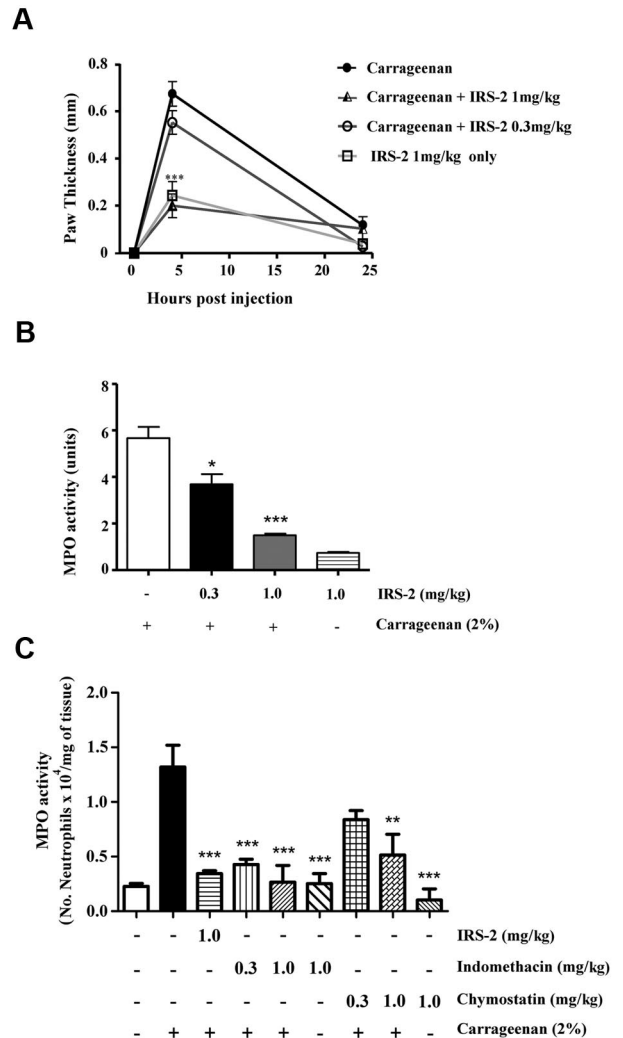 A
Paw Thickness (mm)
0.8
0.6
0.4
0.2
0
0 5 10 15 20 25
Hours post injection
***
Carrageenan
Carrageenan + IRS-2 1mg/kg
Carrageenan + IRS-2 0.3mg/kg
IRS-2 1mg/kg only
B
MPO activity (units)
8
6
4
2
0
* ***
- 0.3 1.0 1.0 IRS-2 (mg/kg)
+ + + - Carrageenan (2%)
C
MPO activity
(No. Neutrophils x 10⁴/mg of tissue)
2.0
1.5
1.0
0.5
0.0
*** *** *** *** ** ***
- - 1.0 - - - - - - IRS-2 (mg/kg)
- - - 0.3 1.0 1.0 - - - Indomethacin (mg/kg)
- - - - - - 0.3 1.0 1.0 Chymostatin (mg/kg)
- + + + + - + + - Carrageenan (2%)